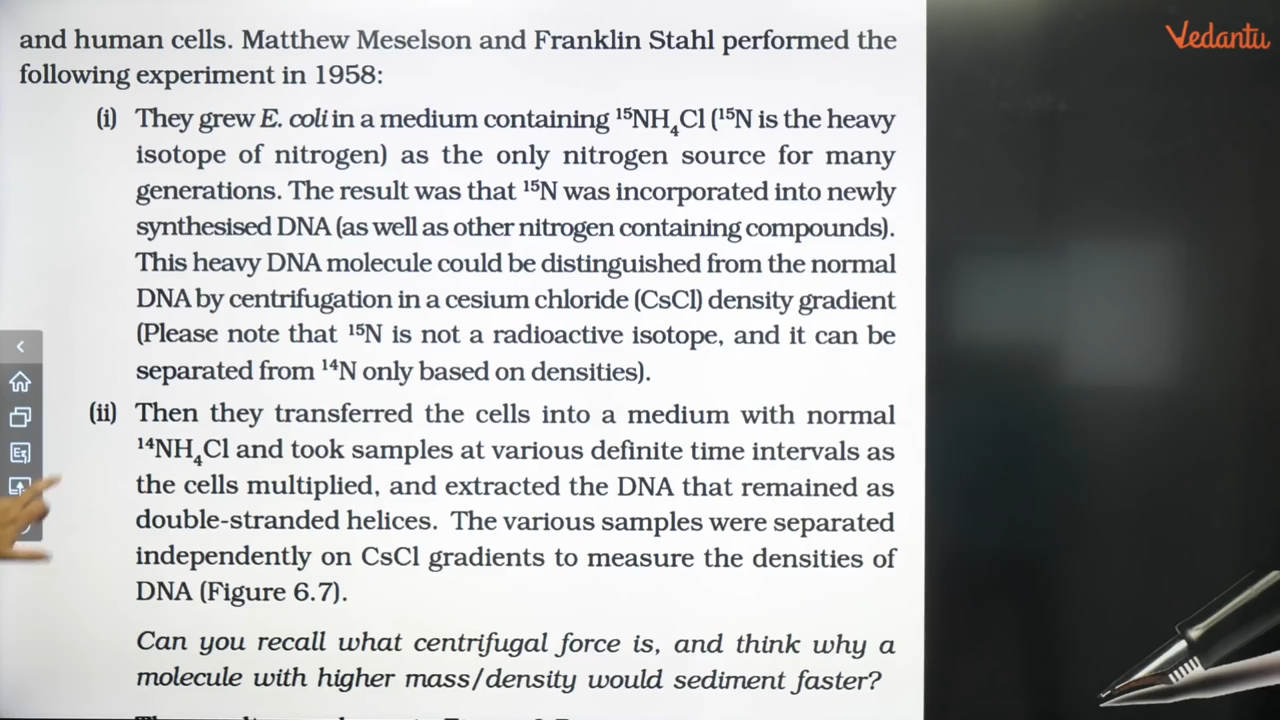 Vedantu
and human cells. Matthew Meselson and Franklin Stahl performed the
following experiment in 1958:
(i) They grew E. coli in a medium containing ¹⁵NH₄Cl (¹⁵N is the heavy
isotope of nitrogen) as the only nitrogen source for many
generations. The result was that ¹⁵N was incorporated into newly
synthesised DNA (as well as other nitrogen containing compounds).
This heavy DNA molecule could be distinguished from the normal
DNA by centrifugation in a cesium chloride (CsCl) density gradient
(Please note that ¹⁵N is not a radioactive isotope, and it can be
separated from ¹⁴N only based on densities).
(ii) Then they transferred the cells into a medium with normal
¹⁴NH₄Cl and took samples at various definite time intervals as
the cells multiplied, and extracted the DNA that remained as
double-stranded helices. The various samples were separated
independently on CsCl gradients to measure the densities of
DNA (Figure 6.7).
Can you recall what centrifugal force is, and think why a
molecule with higher mass/density would sediment faster?